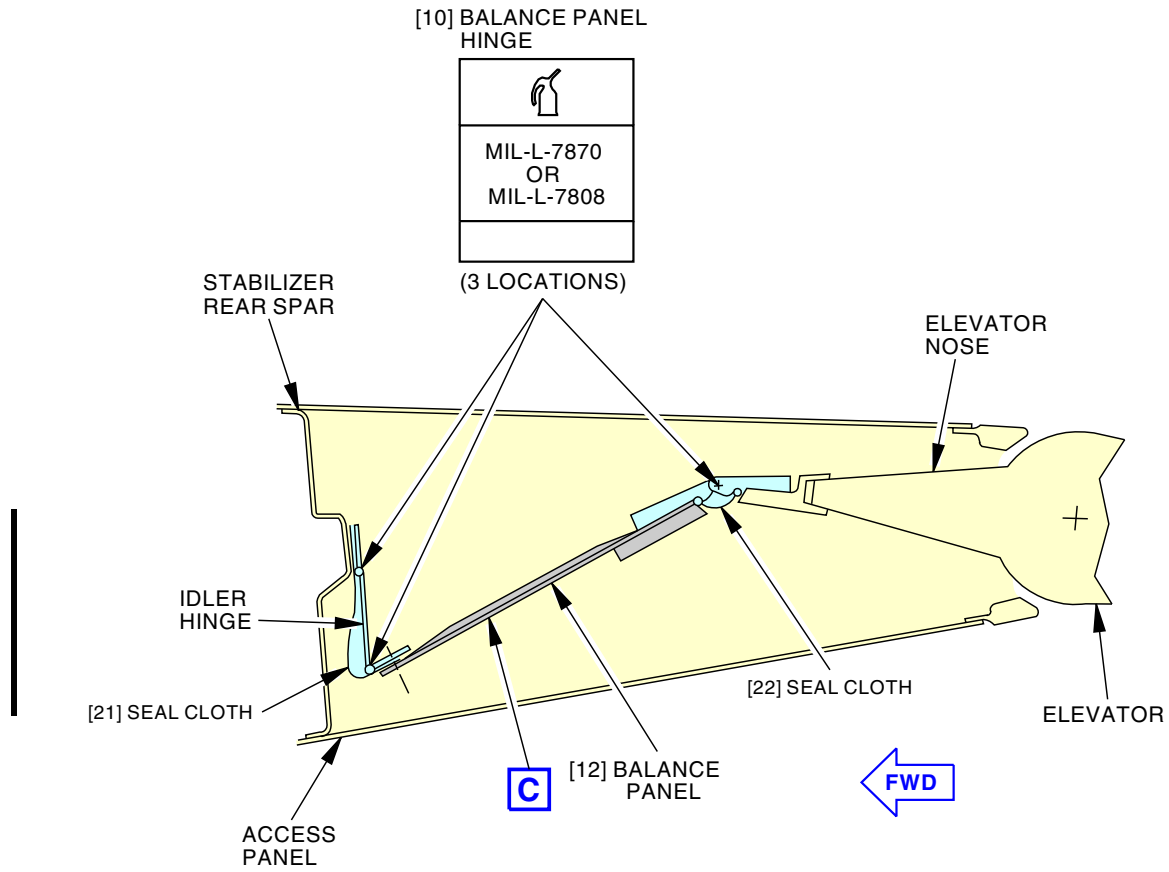 [10] BALANCE PANEL
HINGE
MIL-L-7870
OR
MIL-L-7808
(3 LOCATIONS)
STABILIZER
REAR SPAR
ELEVATOR
NOSE
IDLER
HINGE
[21] SEAL CLOTH
[22] SEAL CLOTH
ELEVATOR
[12] BALANCE
PANEL
C
FWD
ACCESS
PANEL